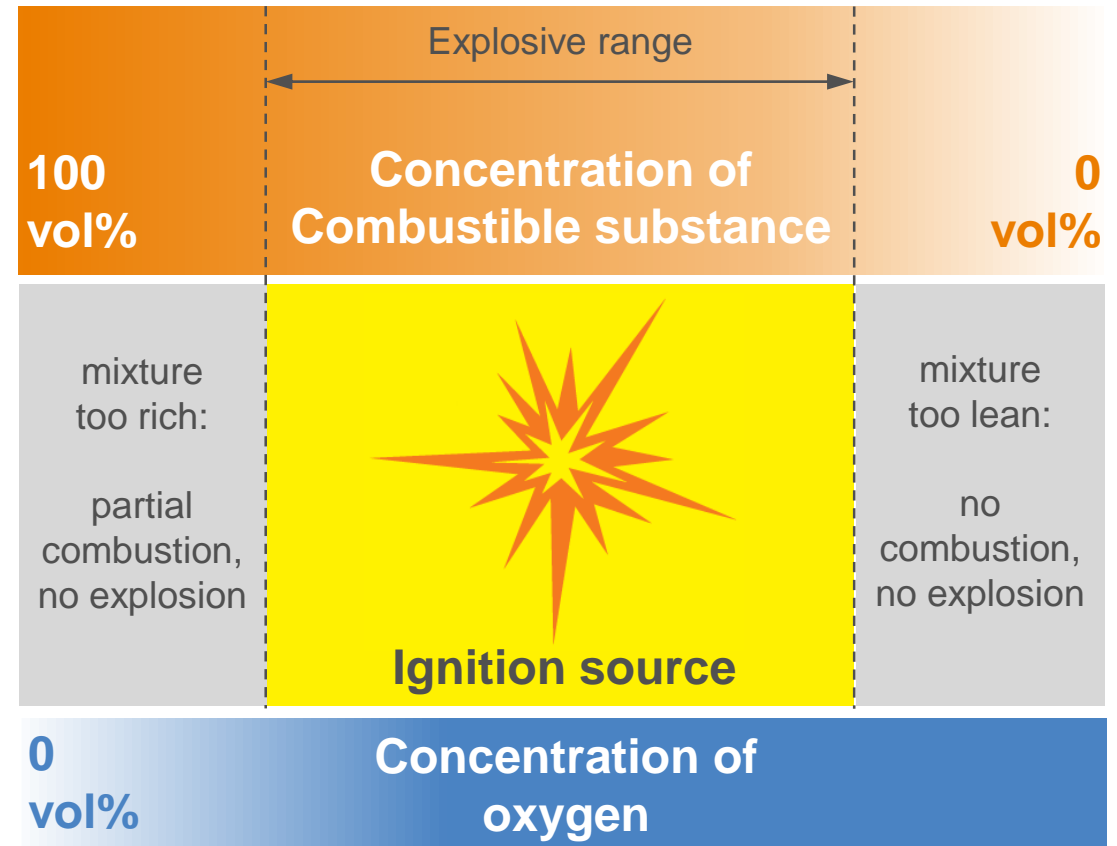 Explosive range
100
vol%
Concentration of
Combustible substance
0
vol%
mixture
too rich:
partial
combustion,
no explosion
Ignition source
mixture
too lean:
no
combustion,
no explosion
0
vol%
Concentration of
oxygen